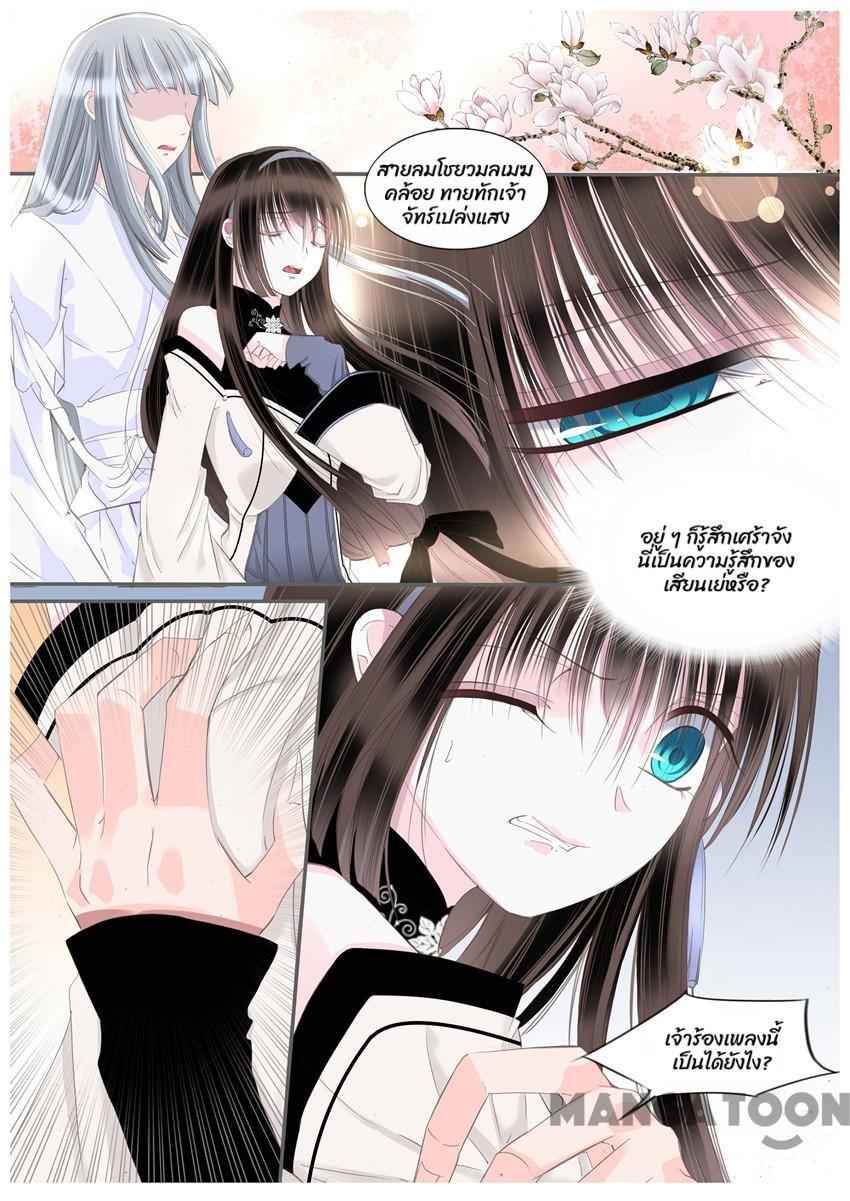 สายลมโชยวมลเมฆ
คล้อย ทายทักเจ้า
จัทร์เปล่งแสง
อยู่ ๆ ก็รู้สึกเศร้าจัง
นี่เป็นความรู้สึกของ
เสียนเย่หรือ?
เจ้าร้องเพลงนี้
เป็นได้ยังไง?
MANGATOON